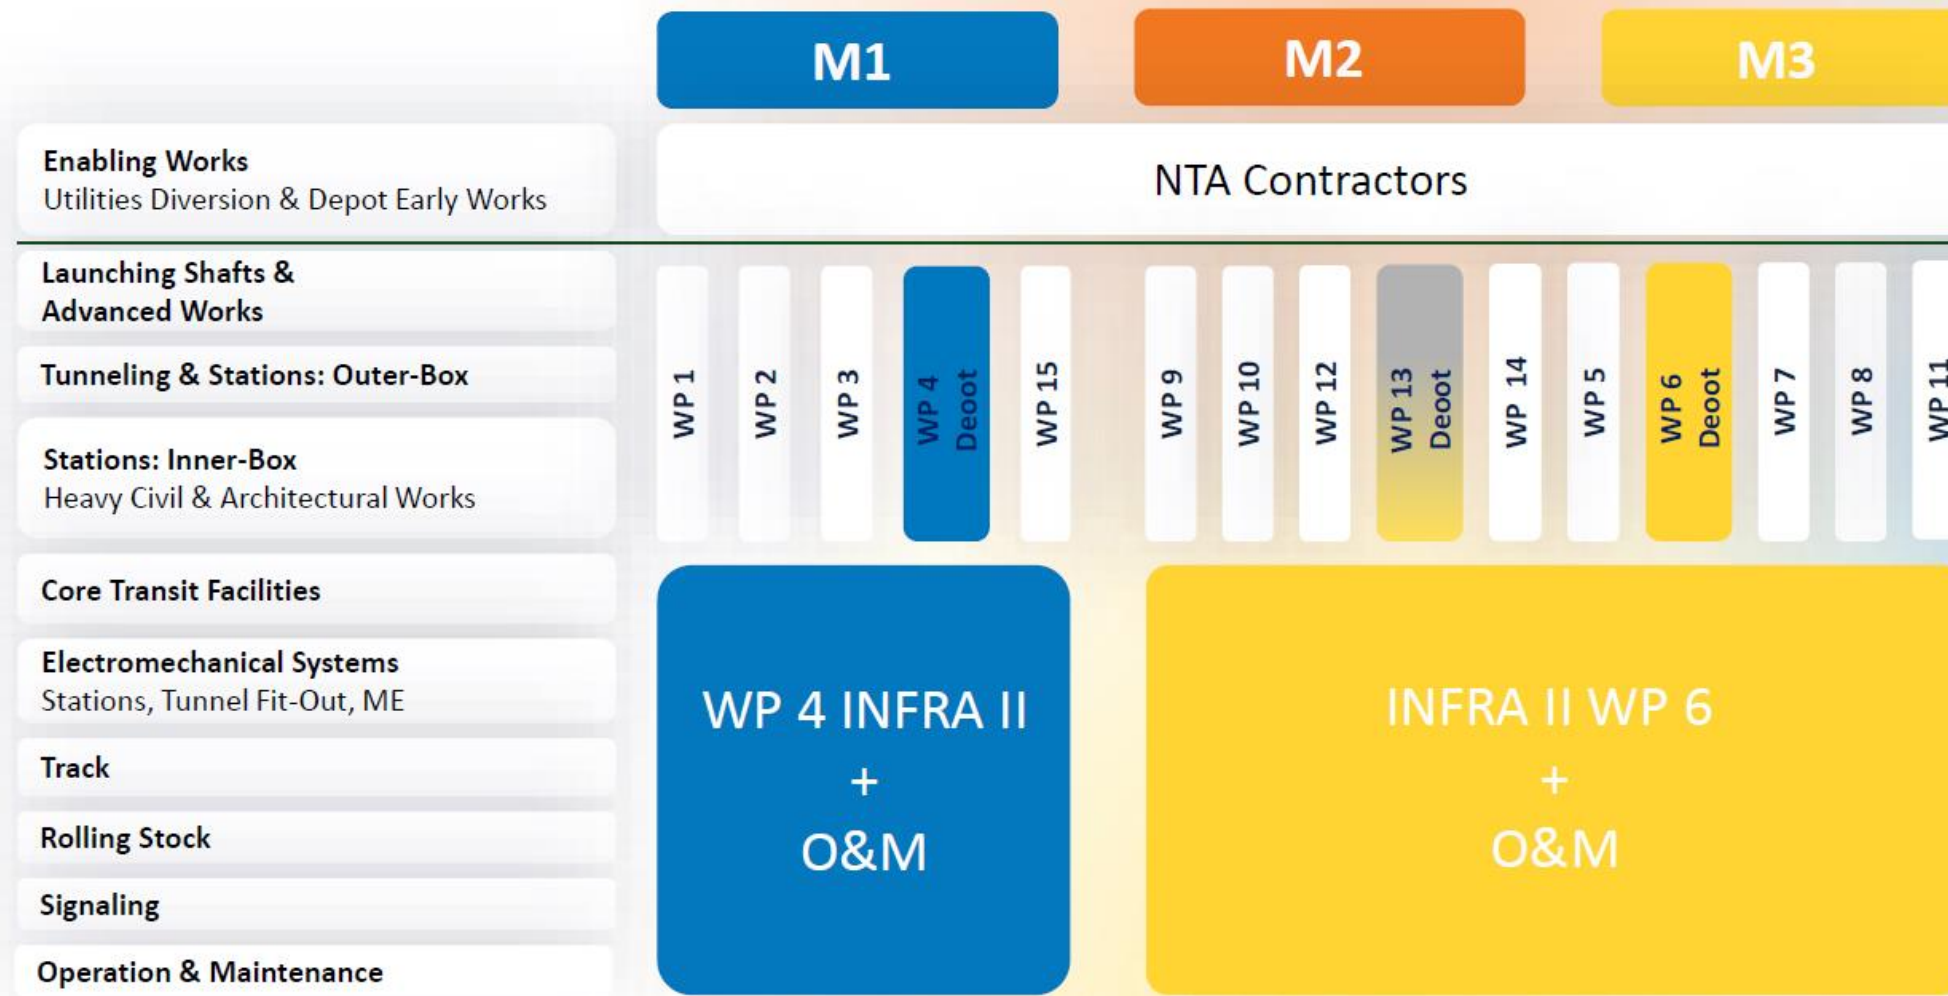 M1
M2
M3
Enabling Works
Utilities Diversion & Depot Early Works
NTA Contractors
Launching Shafts &
Advanced Works
Tunneling & Stations: Outer-Box
Stations: Inner-Box
Heavy Civil & Architectural Works
WP 1
WP 2
WP 3
WP 4
Deoot
WP 15
WP 9
WP 10
WP 12
WP 13
Deoot
WP 14
WP 5
WP 6
Deoot
WP 7
WP 8
WP 11
Core Transit Facilities
Electromechanical Systems
Stations, Tunnel Fit-Out, ME
Track
Rolling Stock
Signaling
Operation & Maintenance
WP 4 INFRA II
+
O&M
INFRA II WP 6
+
O&M